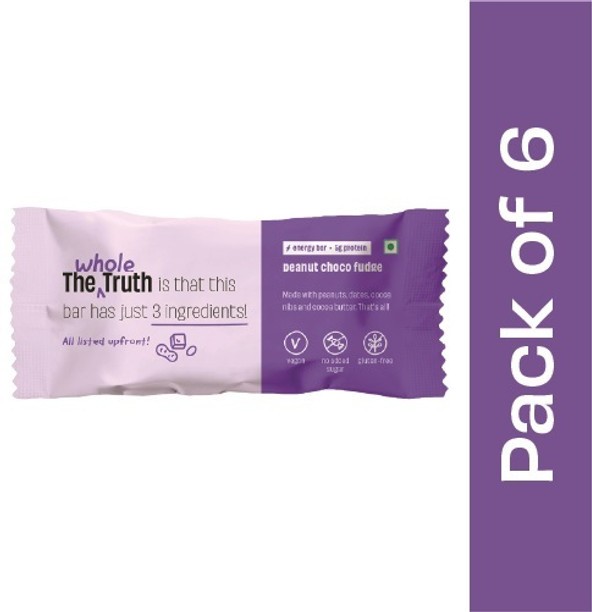 whole
The Truth is that this
bar has just 3 ingredients!
All listed upfront!
energy bar • 5g protein
peanut choco fudge
Made with peanuts, dates, cocoa
nibs and cocoa butter. That's all!
V
vegan
no added
sugar
gluten-free
Pack of 6